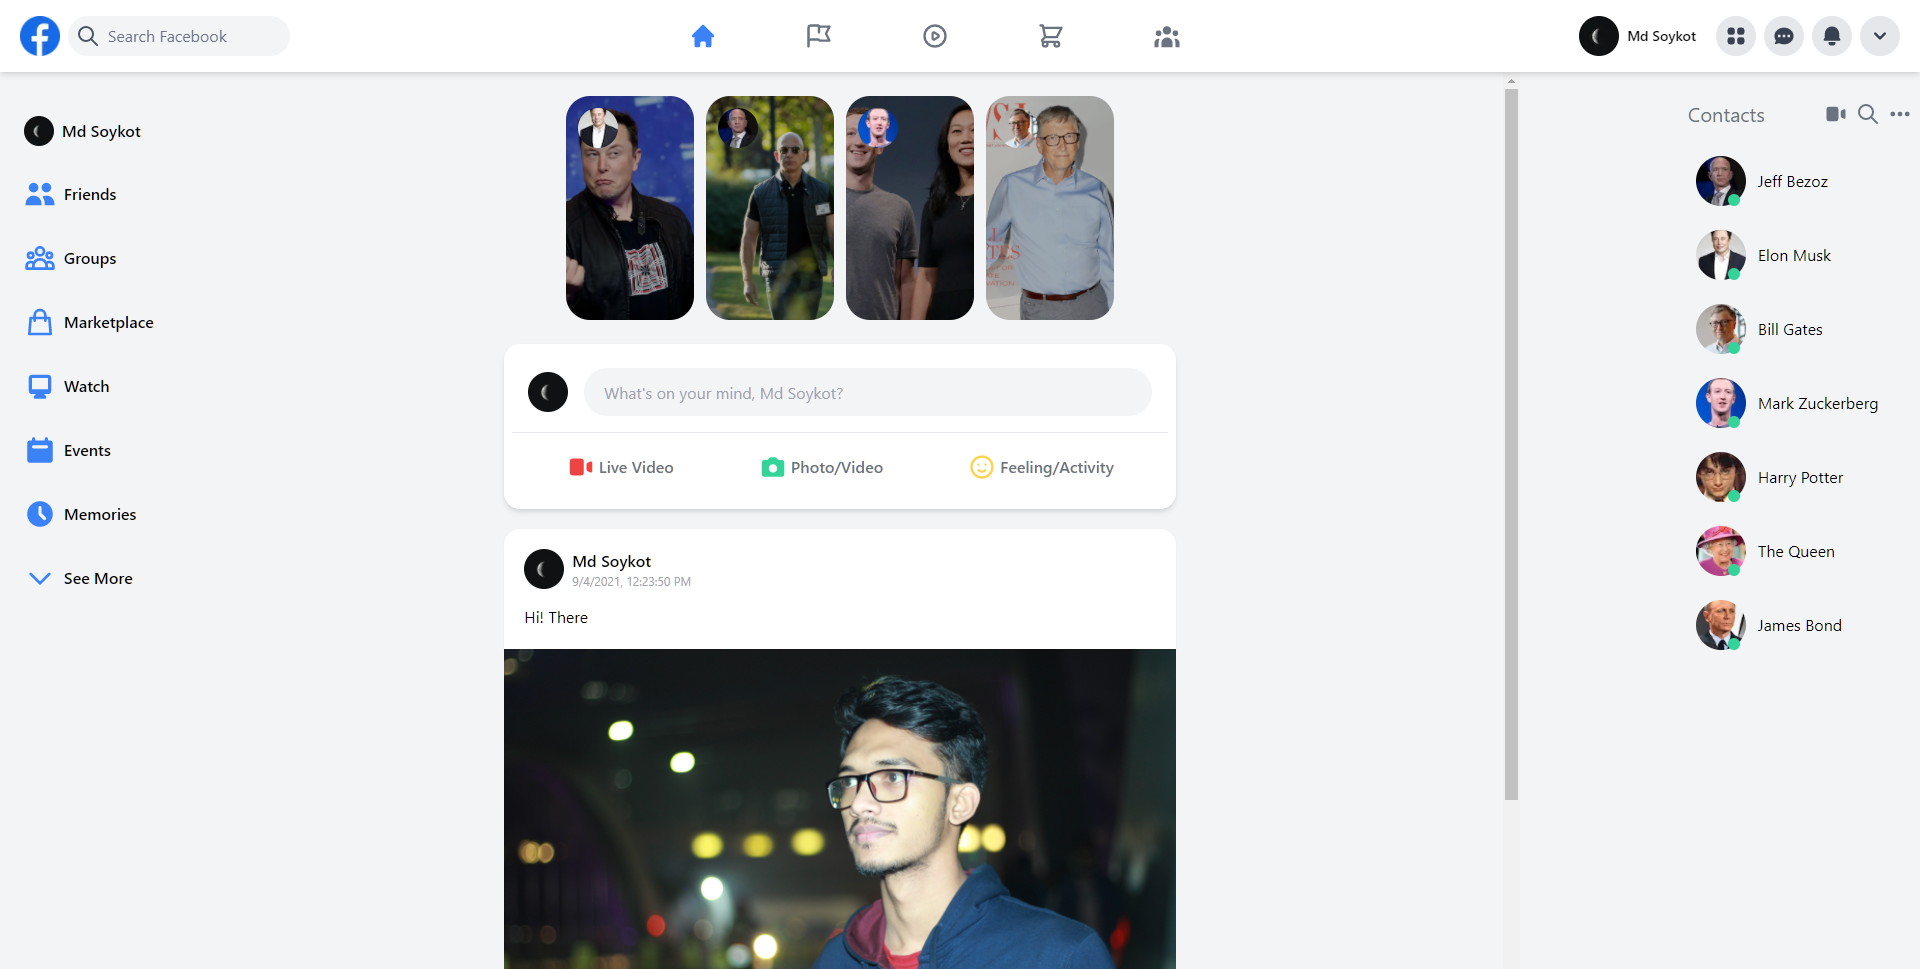 Search Facebook
Md Soykot
Md Soykot
Friends
Groups
Marketplace
Watch
Events
Memories
See More
What's on your mind, Md Soykot?
Live Video
Photo/Video
Feeling/Activity
Md Soykot
9/4/2021, 12:23:50 PM
Hi! There
Contacts
Jeff Bezoz
Elon Musk
Bill Gates
Mark Zuckerberg
Harry Potter
The Queen
James Bond